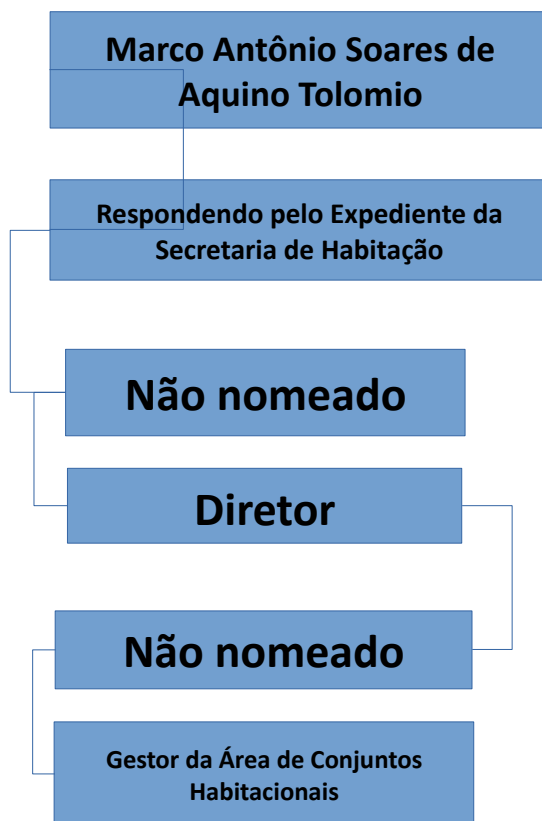 Marco Antônio Soares de
Aquino Tolomio
Respondendo pelo Expediente da
Secretaria de Habitação
Não nomeado
Diretor
Não nomeado
Gestor da Área de Conjuntos
Habitacionais